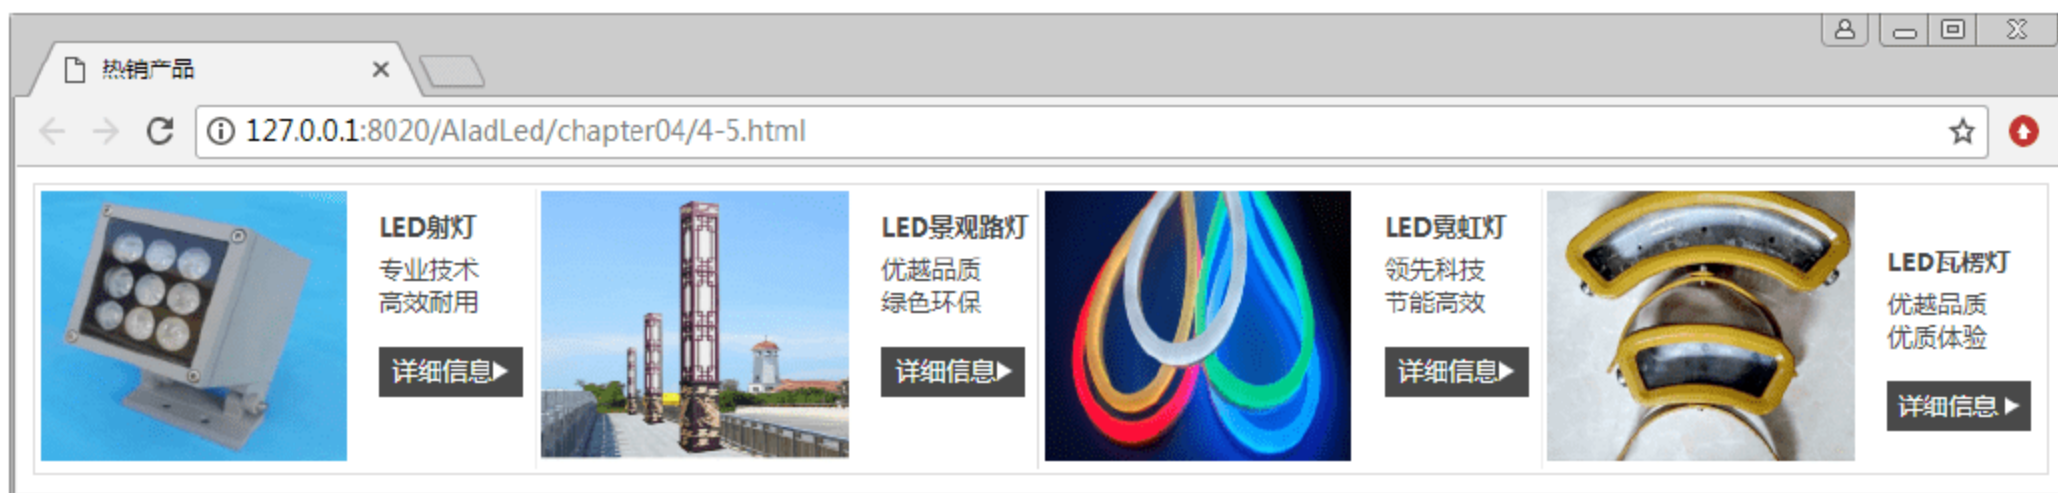 热销产品
127.0.0.1:8020/AladLed/chapter04/4-5.html
LED射灯
专业技术
高效耐用
详细信息▶
LED景观路灯
优越品质
绿色环保
详细信息▶
LED霓虹灯
领先科技
节能高效
详细信息▶
LED瓦楞灯
优越品质
优质体验
详细信息▶